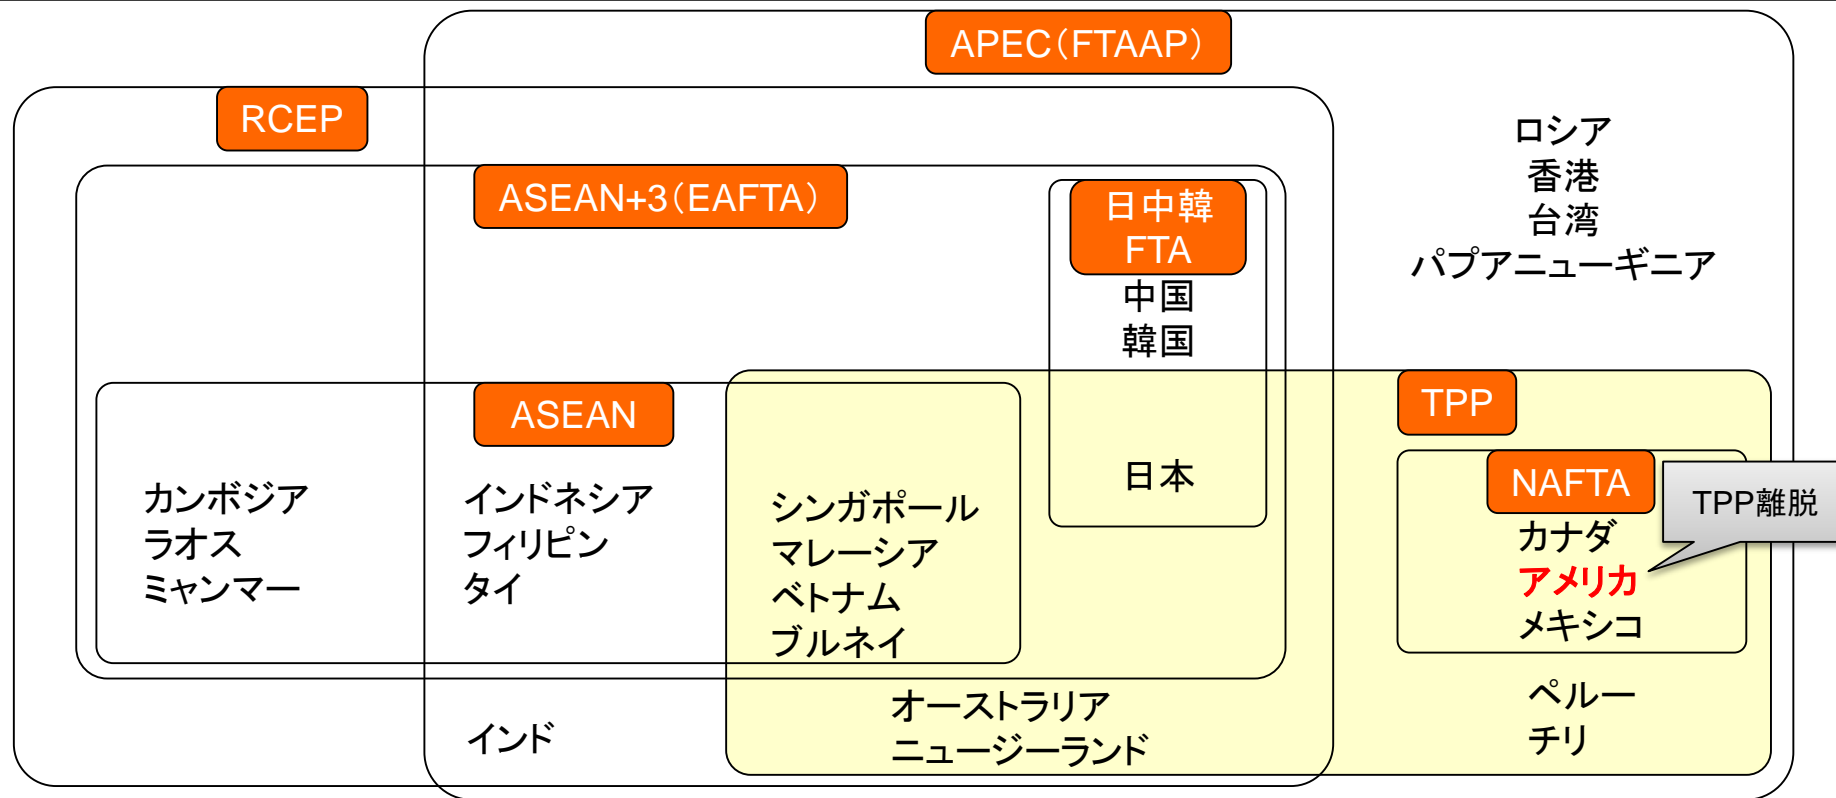 APEC(FTAAP)
RCEP
ASEAN+3(EAFTA)
日中韓
FTA
中国
韓国
日本
ロシア
香港
台湾
パプアニューギニア
ASEAN
カンボジア
ラオス
ミャンマー
インドネシア
フィリピン
タイ
シンガポール
マレーシア
ベトナム
ブルネイ
TPP
NAFTA
カナダ
アメリカ
メキシコ
TPP離脱
インド
オーストラリア
ニュージーランド
ペルー
チリ